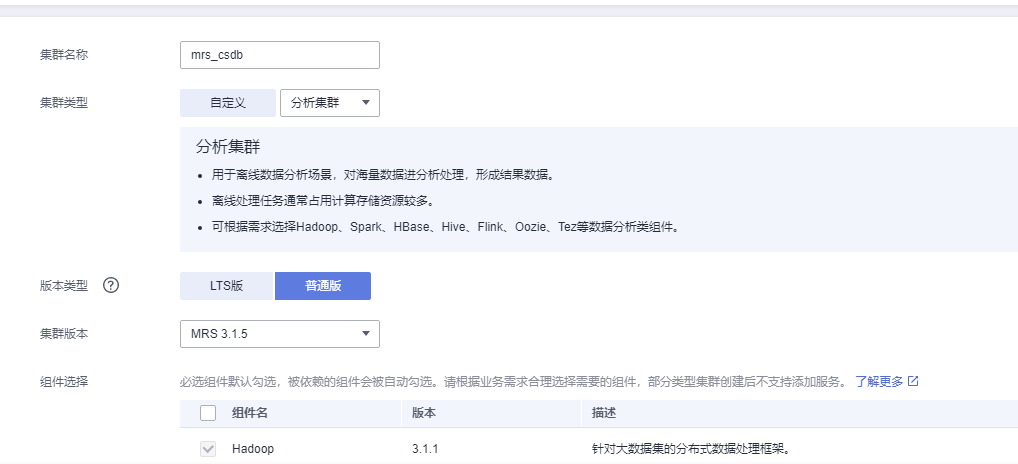 集群名称 mrs_csdb
集群类型 自定义 分析集群
分析集群
• 用于离线数据分析场景，对海量数据进分析处理，形成结果数据。
• 离线处理任务通常占用计算存储资源较多。
• 可根据需求选择Hadoop、Spark、HBase、Hive、Flink、Oozie、Tez等数据分析类组件。
版本类型 ? LTS版 普通版
集群版本 MRS 3.1.5
组件选择 必选组件默认勾选，被依赖的组件会被自动勾选。请根据业务需求合理选择需要的组件，部分类型集群创建后不支持添加服务。 了解更多
组件名 版本 描述
Hadoop 3.1.1 针对大数据集的分布式数据处理框架。